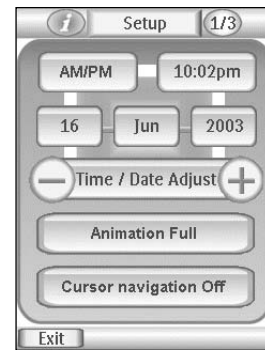 i Setup 1/3
AM/PM 10:02pm
16 Jun 2003
Time / Date Adjust
Animation Full
Cursor navigation Off
Exit